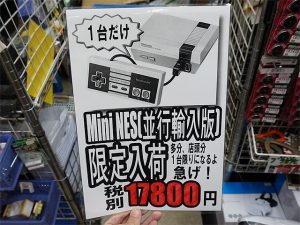 1台だけ
Mini NES(並行輸入版)
限定入荷
多分、店頭分
1台限りになるよ
急げ!
税別17800円